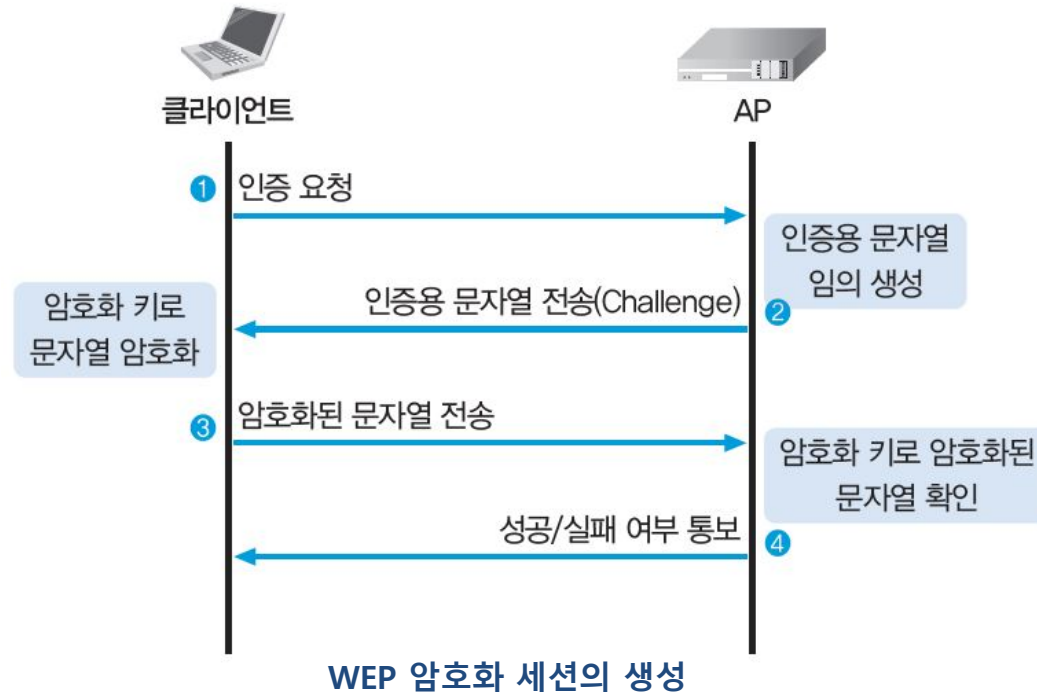 클라이언트
AP
❶ 인증 요청
인증용 문자열
임의 생성
인증용 문자열 전송(Challenge)
❷
암호화 키로
문자열 암호화
❸ 암호화된 문자열 전송
암호화 키로 암호화된
문자열 확인
성공/실패 여부 통보
❹
WEP 암호화 세션의 생성